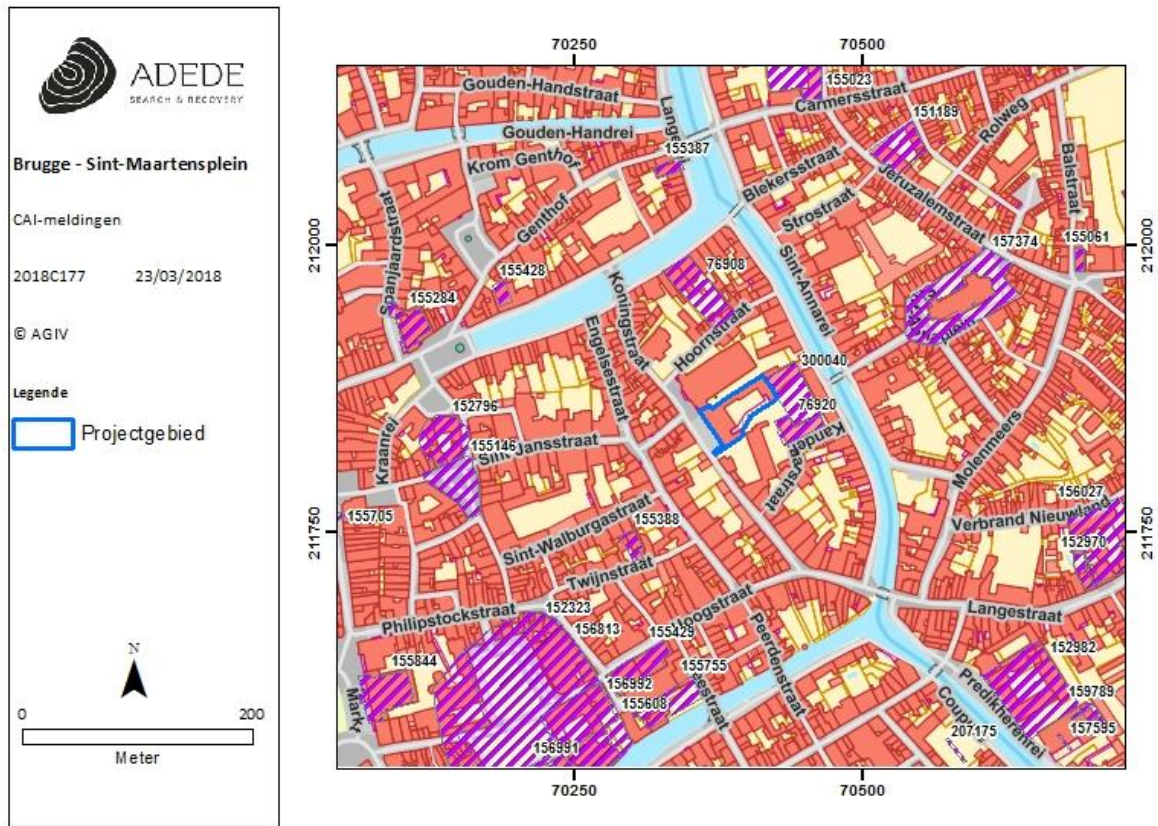 ADEDE
SEARCH & RECOVERY
Brugge - Sint-Maartensplein
CAI-meldingen
2018C177 23/03/2018
© AGIV
Legende
Projectgebied
N
0 200
Meter
70250 70500
212000
211750
212000
211750
70250 70500
Gouden-Handstraat
155023
Carmersstraat
151189
Rolweg
Gouden-Handrei
Krom Genthof
155387
Blekersstraat
Balstraat
Jeruzalemstraat
Strostraat
Genthof
Spanjaardstraat
157374
155061
155428
76908
155284
Koningstraat
Sint-Annarei
Hoornstraat
Engelsestraat
300040
152796
76920
Kraanrei
155146
Sint-Jansstraat
Molenmeers
156027
155705
155388
Verbrand Nieuwland
152970
Sint-Walburgastraat
Twijnstraat
152323
Philipstockstraat
156813
Hoogstraat
Langestraat
155429
Peerdenstraat
152982
155844
155755
156992
155608
Predikherenrei
159789
Markt
157595
207175
156991